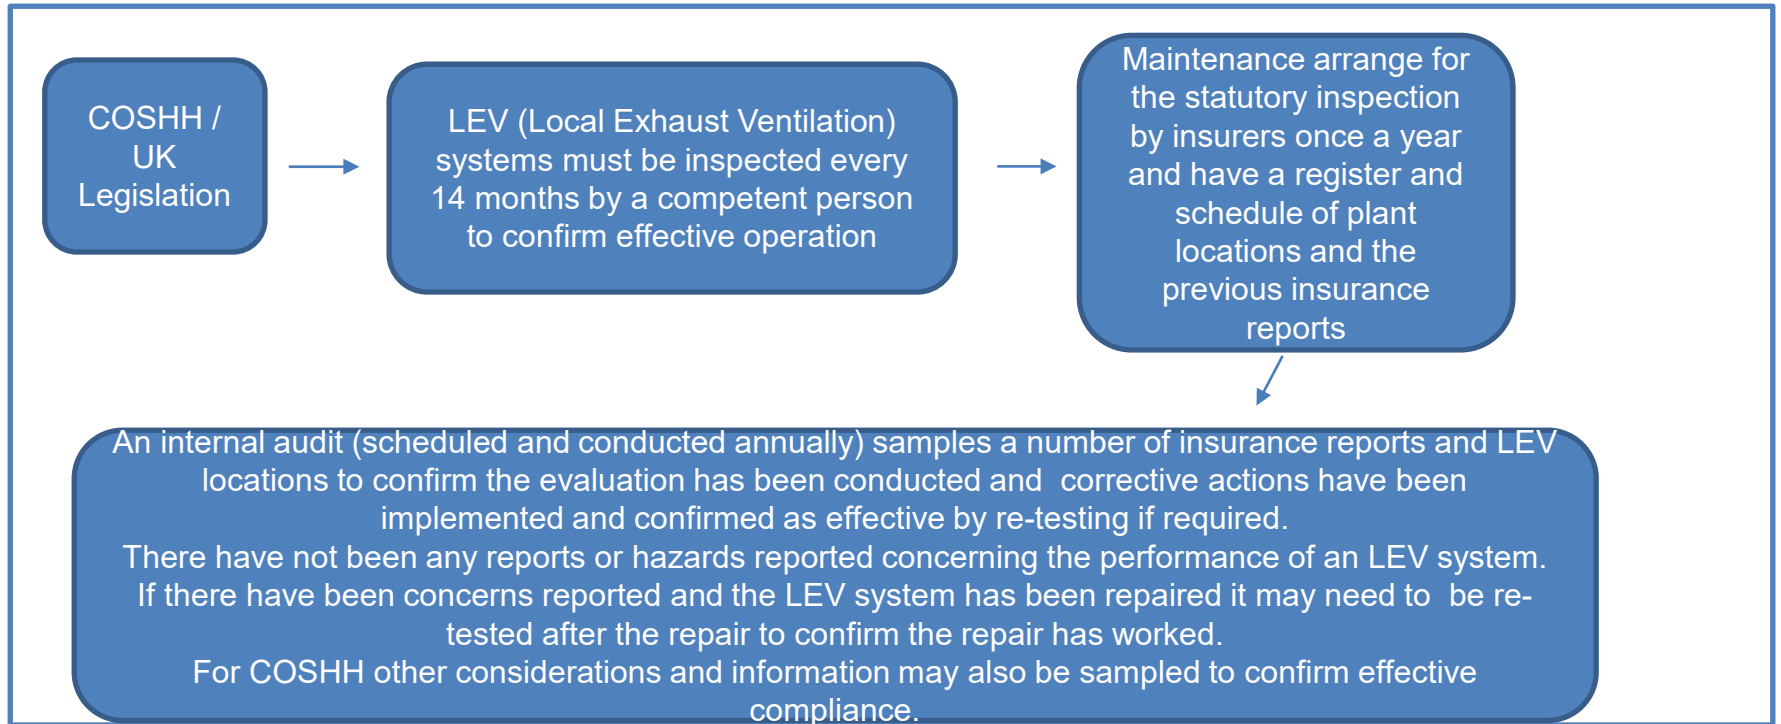 COSHH /
UK
Legislation
LEV (Local Exhaust Ventilation)
systems must be inspected every
14 months by a competent person
to confirm effective operation
Maintenance arrange for
the statutory inspection
by insurers once a year
and have a register and
schedule of plant
locations and the
previous insurance
reports
An internal audit (scheduled and conducted annually) samples a number of insurance reports and LEV
locations to confirm the evaluation has been conducted and  corrective actions have been
implemented and confirmed as effective by re-testing if required.
There have not been any reports or hazards reported concerning the performance of an LEV system.
If there have been concerns reported and the LEV system has been repaired it may need to  be re-
tested after the repair to confirm the repair has worked.
For COSHH other considerations and information may also be sampled to confirm effective
compliance.